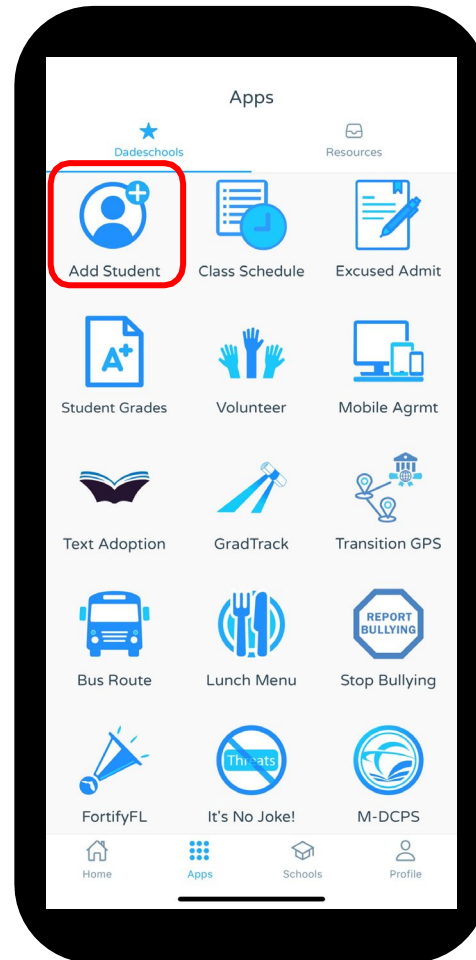 Apps
Dadeschools Resources
Add Student Class Schedule Excused Admit
A+
Student Grades Volunteer Mobile Agrmt
Text Adoption GradTrack Transition GPS
REPORT
BULLYING
Bus Route Lunch Menu Stop Bullying
Threats
FortifyFL It's No Joke! M-DCPS
Home Apps Schools Profile